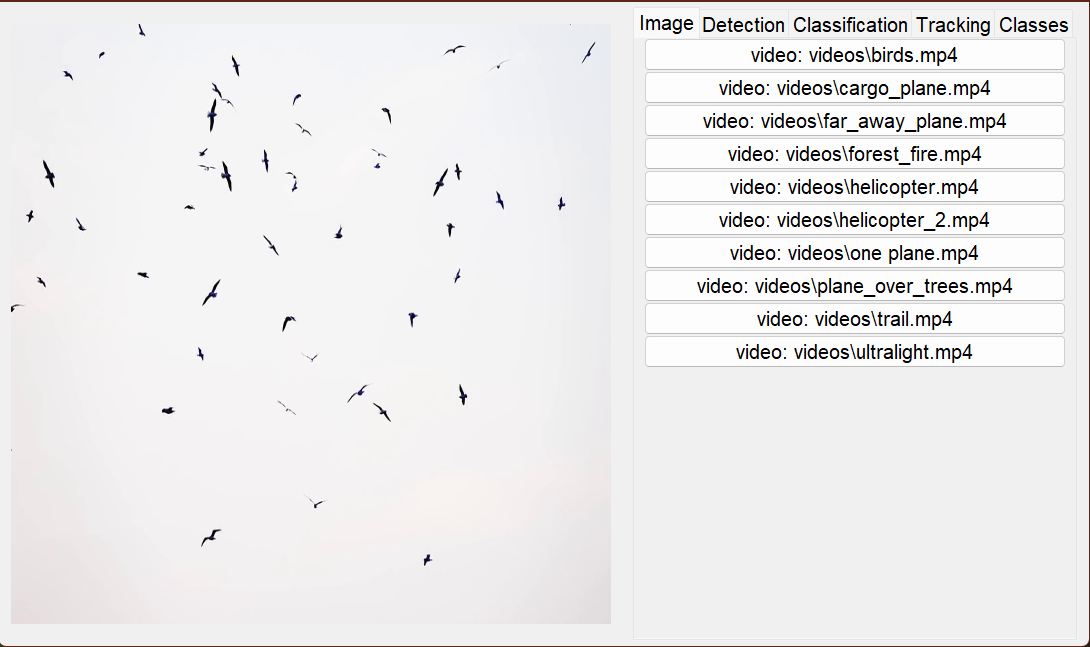 Image Detection Classification Tracking Classes
video: videos\birds.mp4
video: videos\cargo_plane.mp4
video: videos\far_away_plane.mp4
video: videos\forest_fire.mp4
video: videos\helicopter.mp4
video: videos\helicopter_2.mp4
video: videos\one plane.mp4
video: videos\plane_over_trees.mp4
video: videos\trail.mp4
video: videos\ultralight.mp4